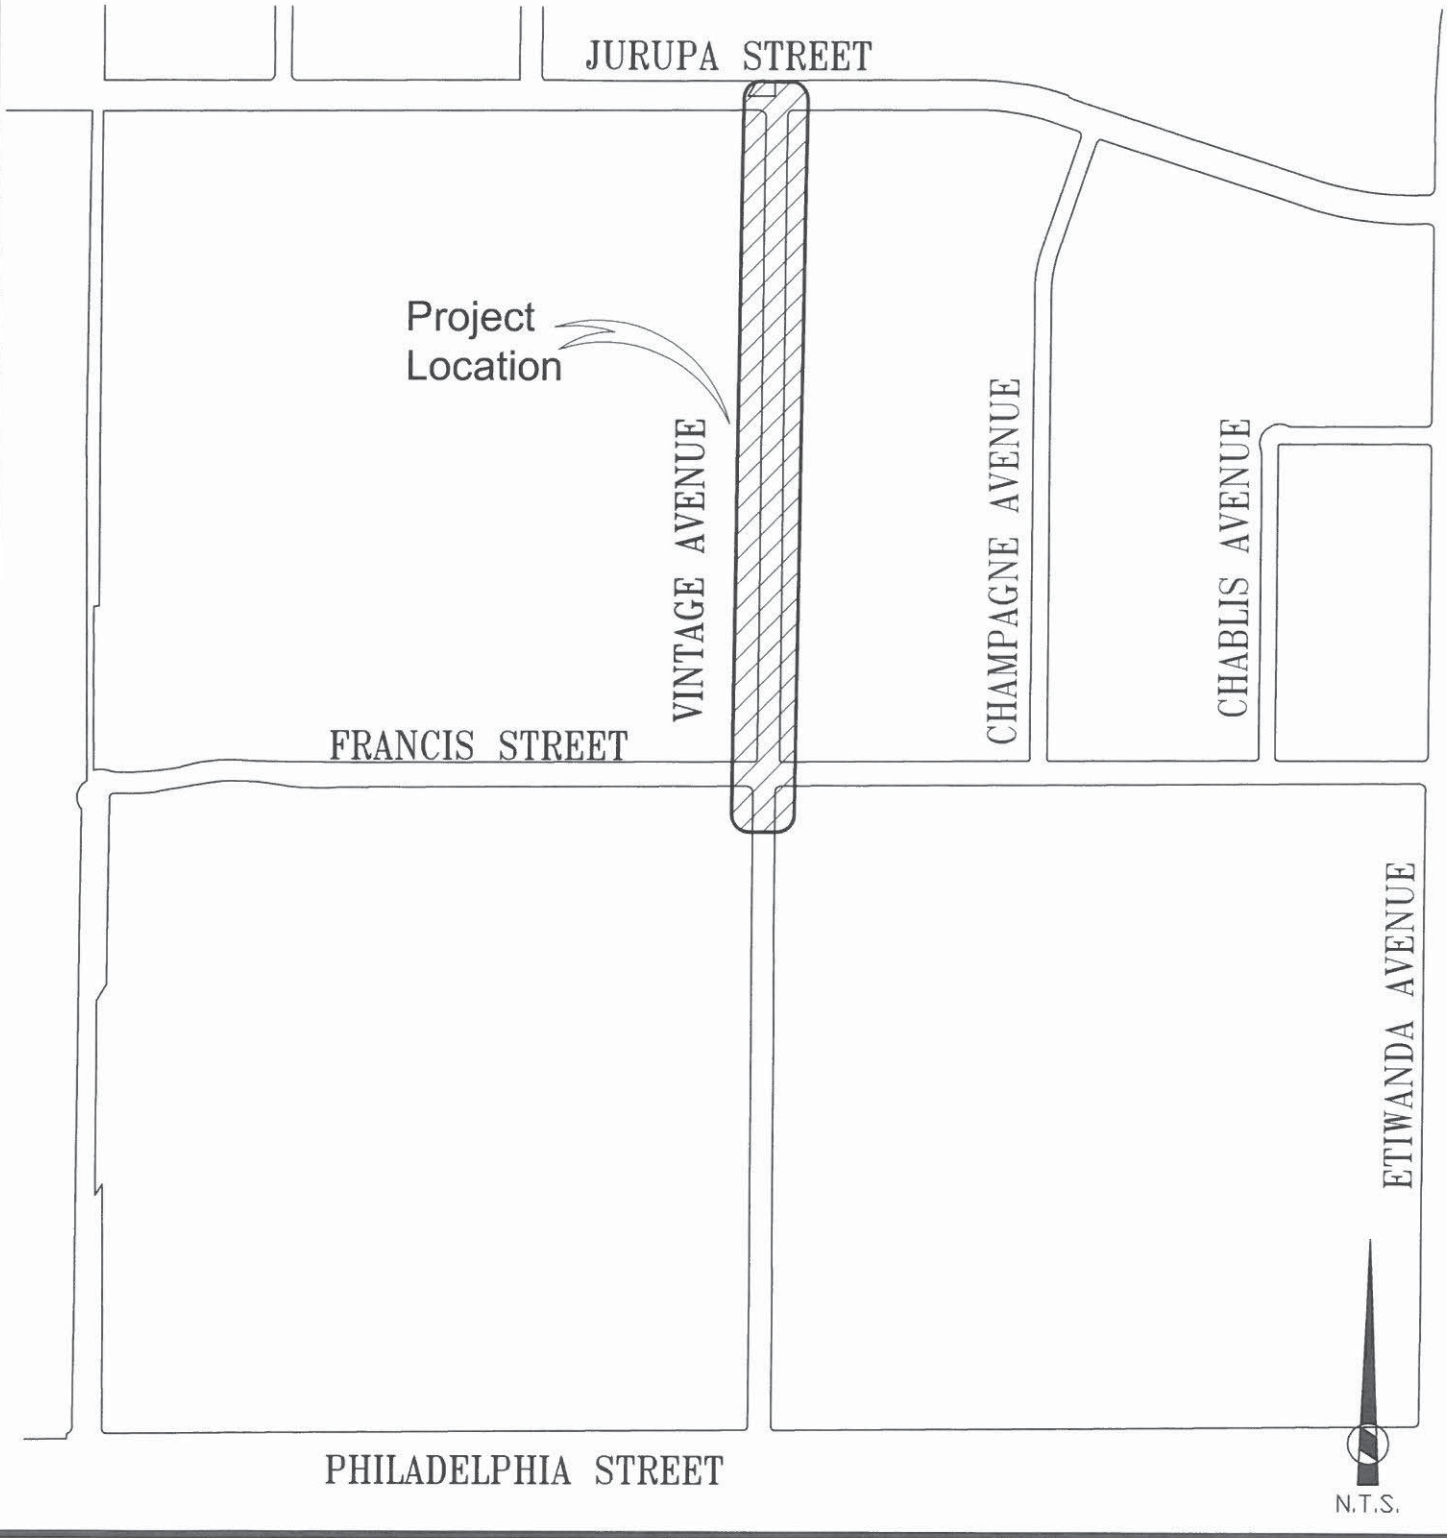 JURUPA STREET
Project
Location
VINTAGE AVENUE
CHAMPAGNE AVENUE
CHABLIS AVENUE
FRANCIS STREET
ETIWANDA AVENUE
PHILADELPHIA STREET
N.T.S.